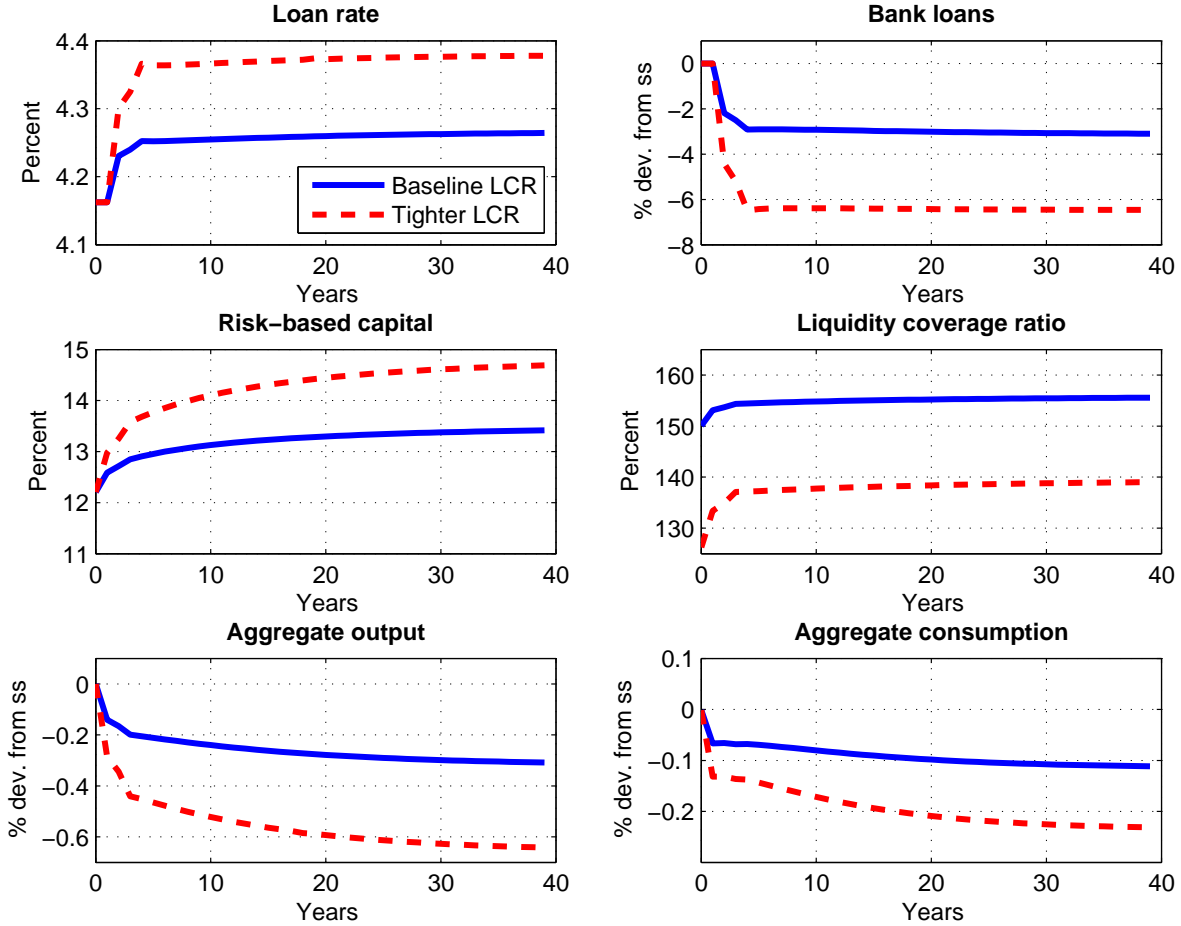 Loan rate
Percent
4.4
4.3
4.2
4.1
0 10 20 30 40
Years
Baseline LCR
Tighter LCR
Bank loans
% dev. from ss
0
−2
−4
−6
−8
0 10 20 30 40
Years
Risk−based capital
Percent
15
14
13
12
11
0 10 20 30 40
Years
Liquidity coverage ratio
Percent
160
150
140
130
0 10 20 30 40
Years
Aggregate output
% dev. from ss
0
−0.2
−0.4
−0.6
0 10 20 30 40
Years
Aggregate consumption
% dev. from ss
0.1
0
−0.1
−0.2
0 10 20 30 40
Years